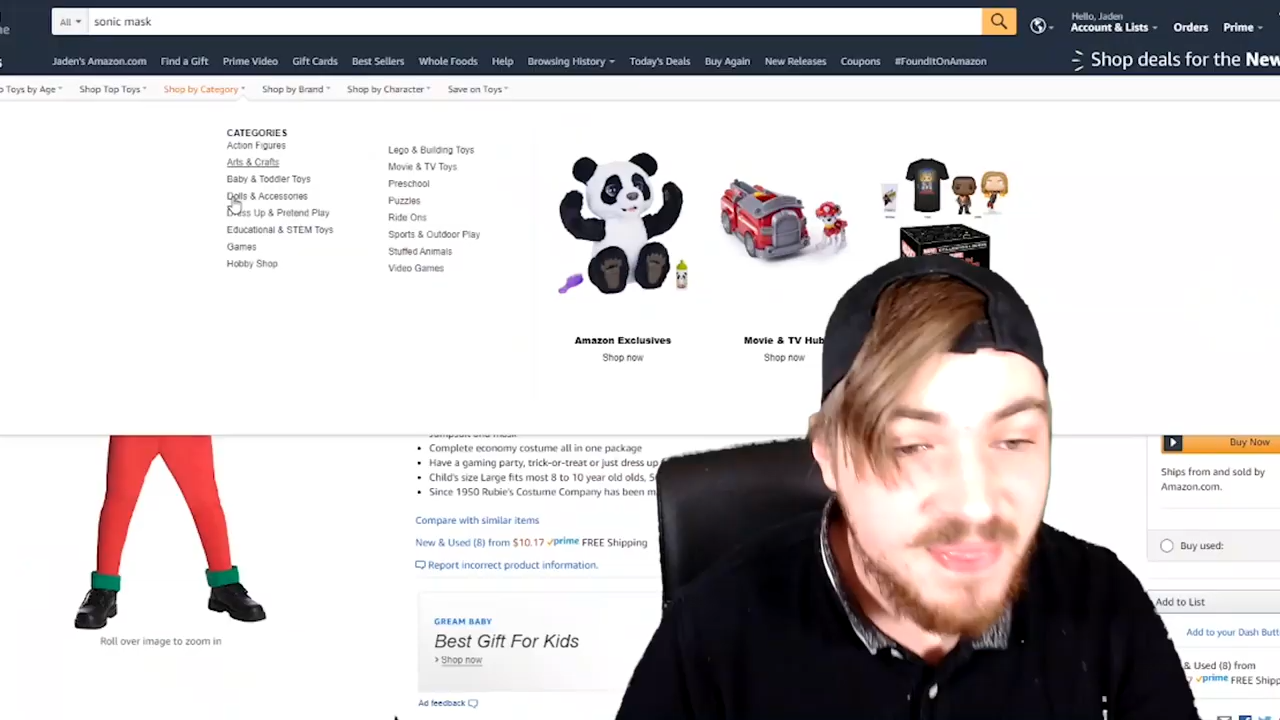 All
sonic mask
Hello, Jaden
Account & Lists
Orders
Prime
Jaden's Amazon.com
Find a Gift
Prime Video
Gift Cards
Best Sellers
Whole Foods
Help
Browsing History
Today's Deals
Buy Again
New Releases
Coupons
#FoundItOnAmazon
Shop deals for the New
Toys by Age
Shop Top Toys
Shop by Category
Shop by Brand
Shop by Character
Save on Toys
CATEGORIES
Action Figures
Arts & Crafts
Baby & Toddler Toys
Dolls & Accessories
Dress Up & Pretend Play
Educational & STEM Toys
Games
Hobby Shop
Lego & Building Toys
Movie & TV Toys
Preschool
Puzzles
Ride Ons
Sports & Outdoor Play
Stuffed Animals
Video Games
Amazon Exclusives
Shop now
Movie & TV Hub
Shop now
Jumpsuit and mask
Complete economy costume all in one package
Have a gaming party, trick-or-treat or just dress up
Child's size Large fits most 8 to 10 year old olds,
Since 1950 Rubie's Costume Company has been
Compare with similar items
New & Used (8) from $10.17 prime FREE Shipping
Report incorrect product information.
Roll over image to zoom in
GREAM BABY
Best Gift For Kids
Shop now
Ad feedback
Buy Now
Ships from and sold by
Amazon.com.
Buy used:
Add to List
Add to your Dash Butt
& Used (8) from
prime FREE Ship